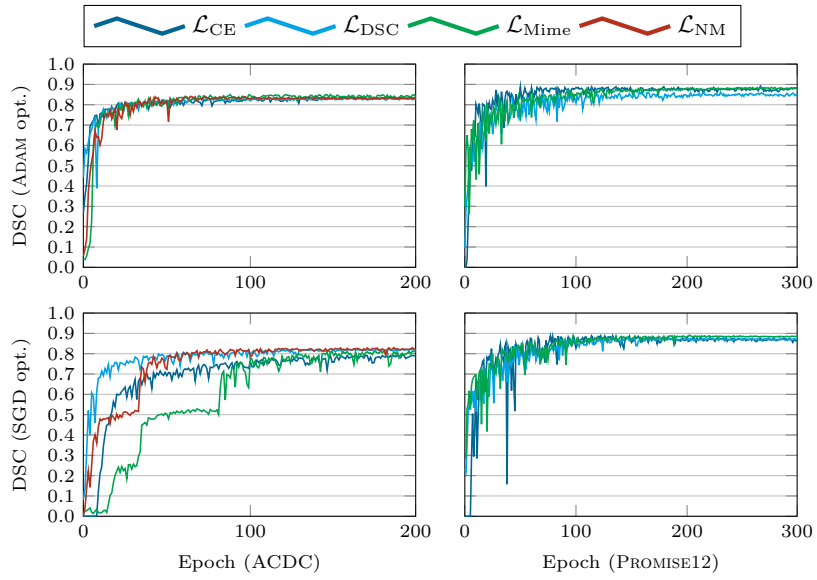 ℒCE ℒDSC ℒMime ℒNM
DSC (ADAM opt.)
1.0
0.9
0.8
0.7
0.6
0.5
0.4
0.3
0.2
0.1
0.0
0 100 200
0 100 200 300
DSC (SGD opt.)
1.0
0.9
0.8
0.7
0.6
0.5
0.4
0.3
0.2
0.1
0.0
0 100 200
0 100 200 300
Epoch (ACDC)
Epoch (PROMISE12)